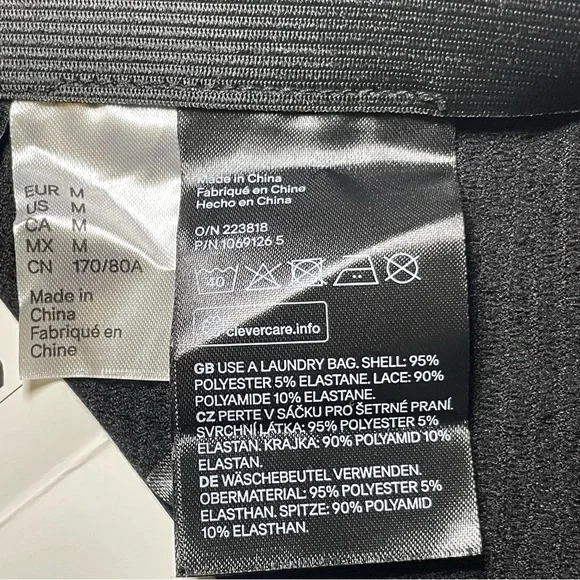 EUR M
US M
CA M
MX M
CN 170/80A
Made in
China
Fabriqué en
Chine
Made in China
Fabriqué en Chine
Hecho en China
O/N 223818
P/N 1069126 5
40
clevercare.info
GB USE A LAUNDRY BAG. SHELL: 95%
POLYESTER 5% ELASTANE. LACE: 90%
POLYAMIDE 10% ELASTANE.
CZ PERTE V SÁČKU PRO ŠETRNÉ PRANÍ.
SVRCHNÍ LÁTKA: 95% POLYESTER 5%
ELASTAN. KRAJKA: 90% POLYAMID 10%
ELASTAN.
DE WÄSCHEBEUTEL VERWENDEN.
OBERMATERIAL: 95% POLYESTER 5%
ELASTHAN. SPITZE: 90% POLYAMID
10% ELASTHAN.